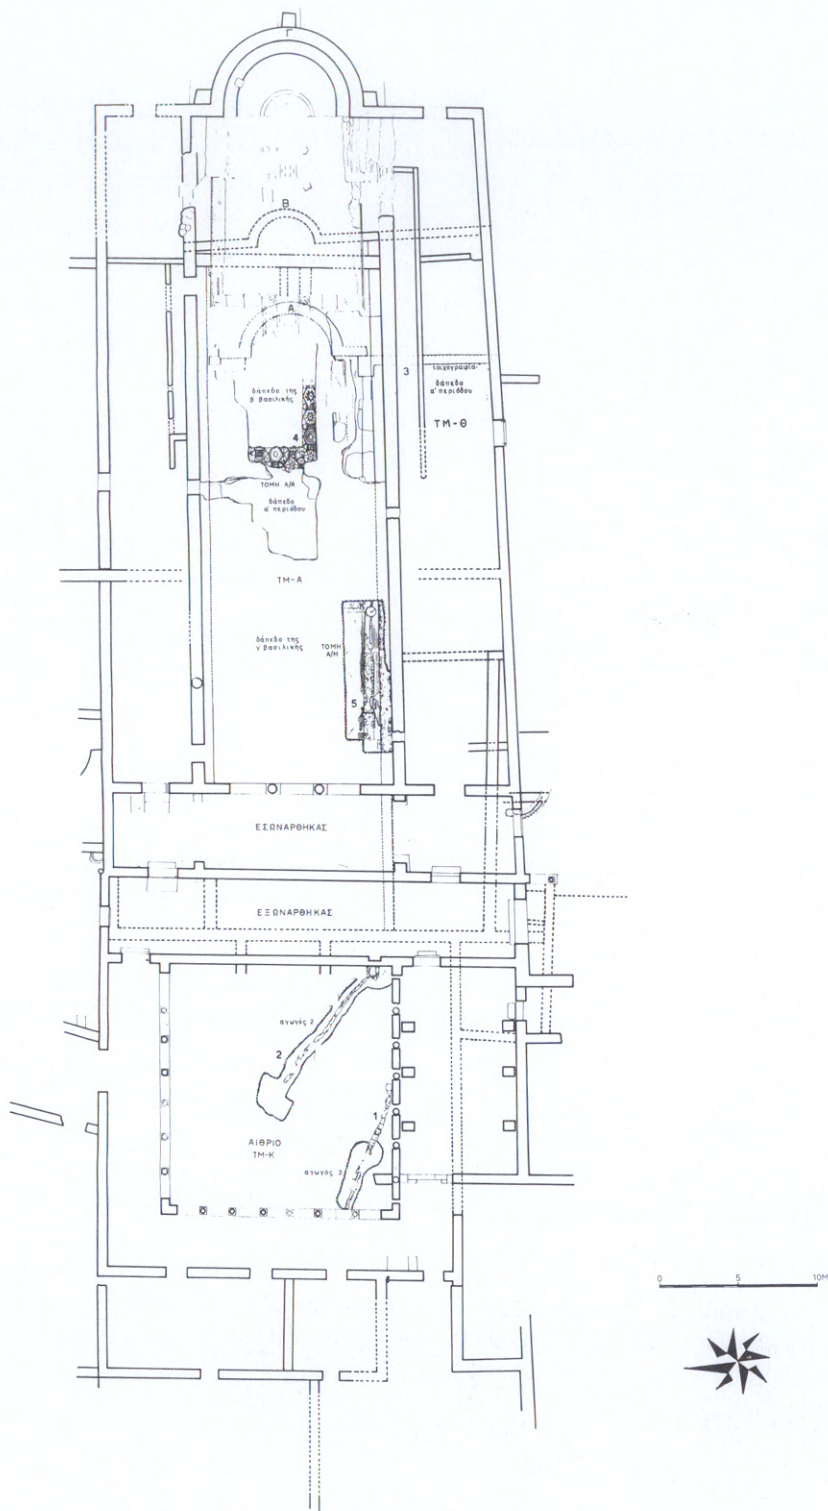 Γ
Β
Α
3
τοιχογραφία
δάπεδο
α' περιόδου
ΤΜ-Θ
δάπεδο της
β' βασιλικής
4
ΤΟΜΗ Α/Α
δάπεδο
α' περιόδου
ΤΜ-Α
δάπεδο της
γ' βασιλικής
ΤΟΜΗ
Α/Η
5
ΕΣΩΝΑΡΘΗΚΑΣ
ΕΞΩΝΑΡΘΗΚΑΣ
αγωγός 2
2
1
ΑΙΘΡΙΟ
ΤΜ-Κ
αγωγός 3
0 5 10Μ